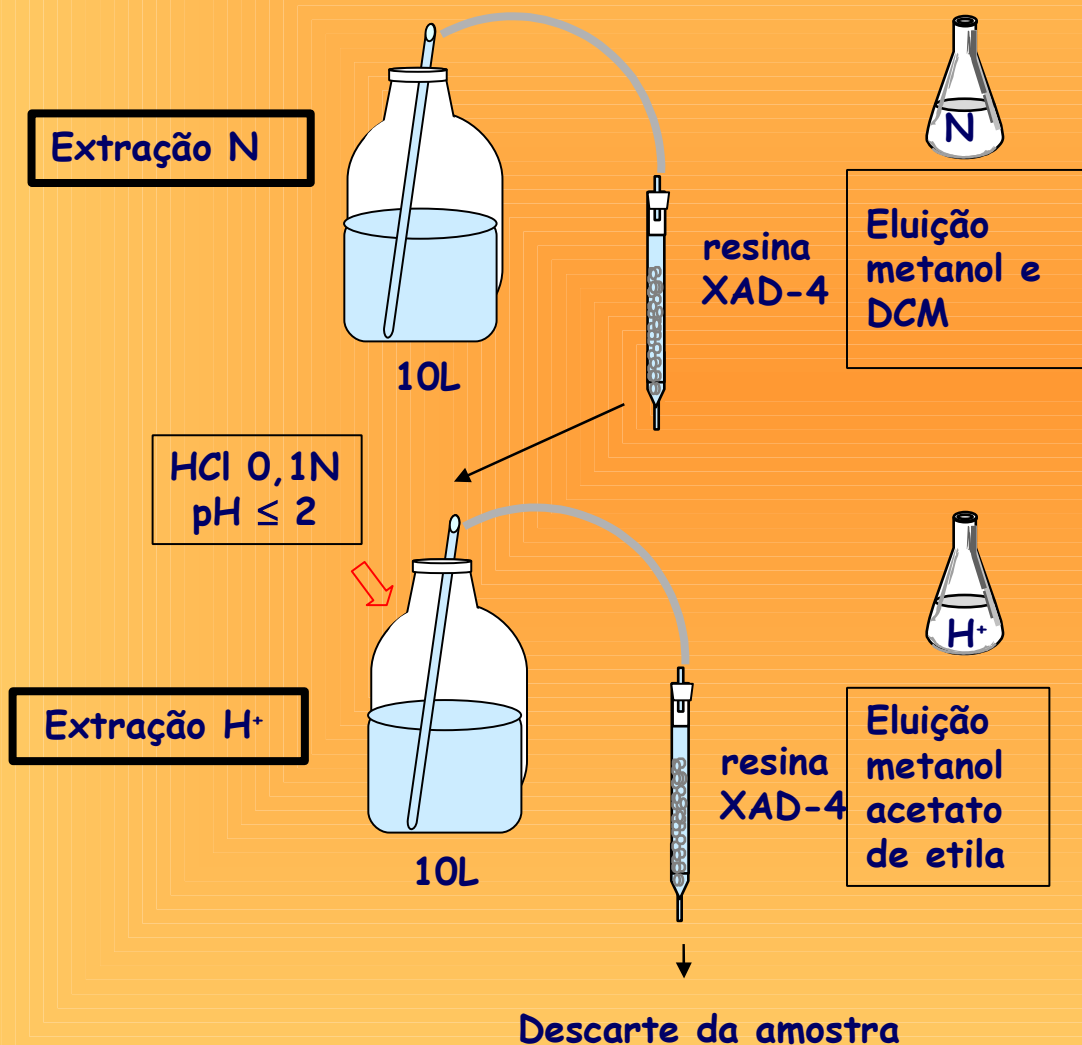 Extração N
N
resina
XAD-4
Eluição
metanol e
DCM
10L
HCl 0,1N
pH ≤ 2
Extração H⁺
H⁺
resina
XAD-4
Eluição
metanol
acetato
de etila
10L
Descarte da amostra